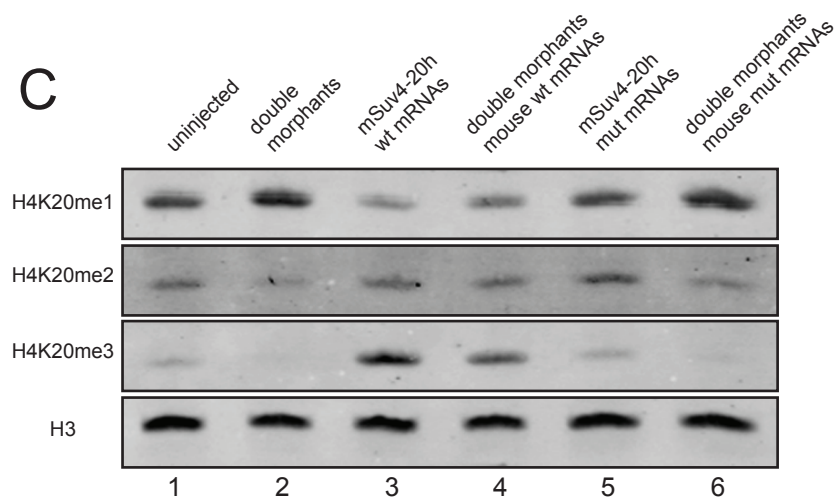 C
uninjected
double
morphants
mSuv4-20h
wt mRNAs
double morphants
mouse wt mRNAs
mSuv4-20h
mut mRNAs
double morphants
mouse mut mRNAs
H4K20me1
H4K20me2
H4K20me3
H3
1 2 3 4 5 6